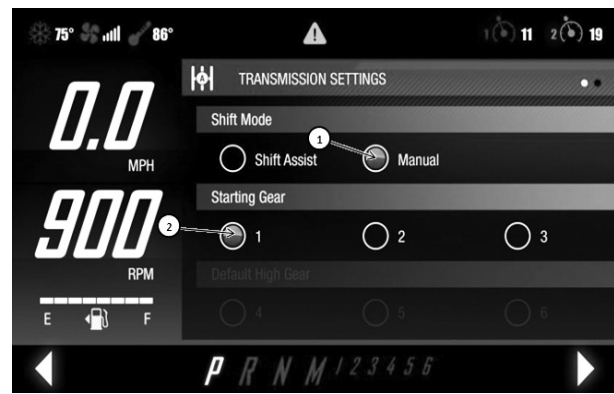 75° 86° 1 11 2 19
TRANSMISSION SETTINGS
0.0
MPH
Shift Mode
1
Shift Assist Manual
Starting Gear
2
1 2 3
900
RPM
Default High Gear
4 5 6
E F
P R N M 1 2 3 4 5 6